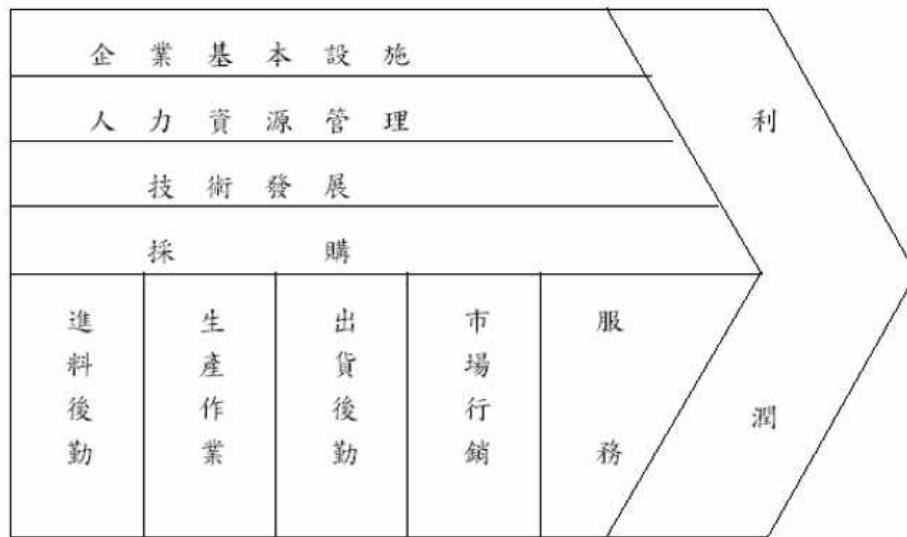 企業基本設施
人力資源管理
技術發展
採購
進料後勤
生產作業
出貨後勤
市場行銷
服務
利潤